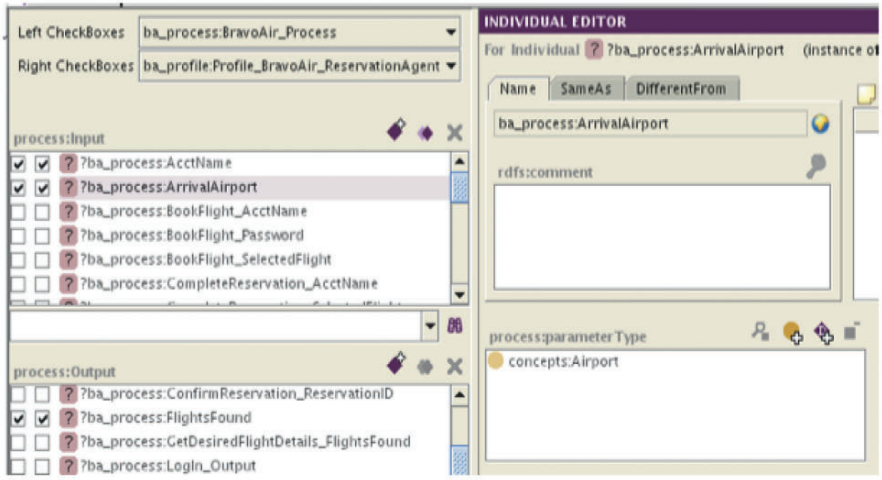 Left CheckBoxes ba_process:BravoAir_Process
Right CheckBoxes ba_profile:Profile_BravoAir_ReservationAgent
process:Input
?ba_process:AcctName
?ba_process:ArrivalAirport
?ba_process:BookFlight_AcctName
?ba_process:BookFlight_Password
?ba_process:BookFlight_SelectedFlight
?ba_process:CompleteReservation_AcctName
process:Output
?ba_process:ConfirmReservation_ReservationID
?ba_process:FlightsFound
?ba_process:GetDesiredFlightDetails_FlightsFound
?ba_process:LogIn_Output
INDIVIDUAL EDITOR
For Individual ? ?ba_process:ArrivalAirport (instance of
Name SameAs DifferentFrom
ba_process:ArrivalAirport
rdfs:comment
process:parameterType
concepts:Airport